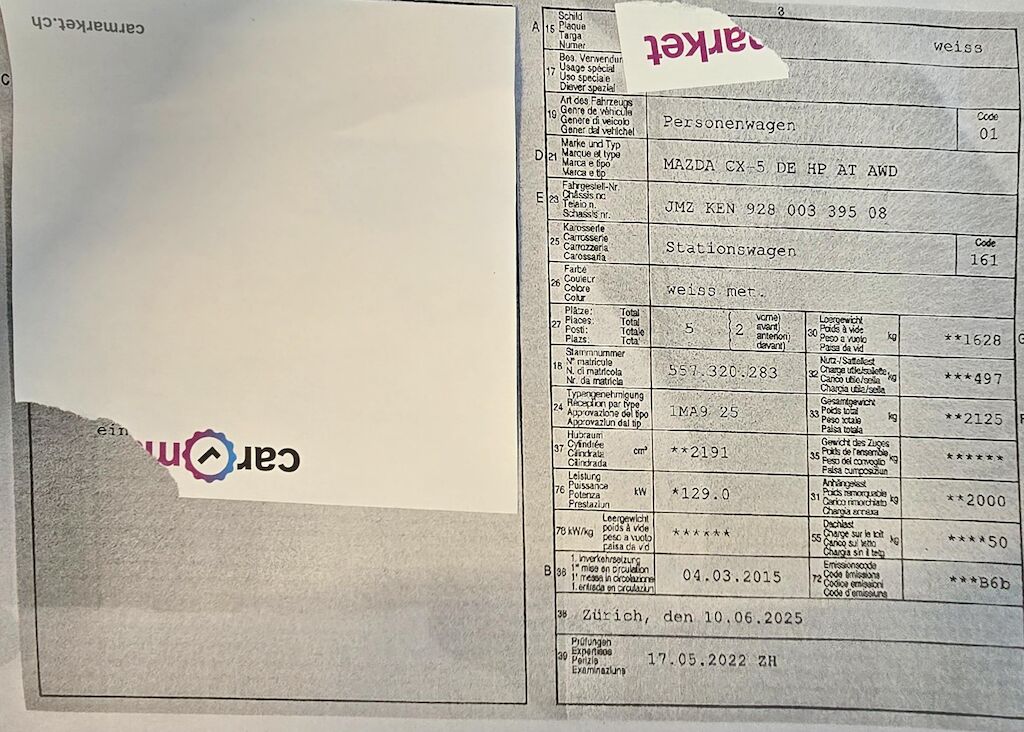 carmarket.ch
C
ein
car m
3
A 15 Schild Plaque Targa Numer
arket
weiss
17 Bes. Verwendun Usage spécial Uso speciale Diever spezial
19 Art des Fahrzeugs Genre de véhicule Genere di veicolo Gener dal vehichel
Personenwagen
Code 01
D 21 Marke und Typ Marque et type Marca e tipo Marca e tip
MAZDA CX-5 DE HP AT AWD
E 23 Fahrgestell-Nr. Châssis no Telaio n. Schassis nr.
JMZ KEN 928 003 395 08
25 Karosserie Carrosserie Carrozzeria Carossaria
Stationswagen
Code 161
26 Farbe Couleur Colore Colur
weiss met.
27 Plätze: Total Places: Total Posti: Totale Plazs: Total
5 ( 2 vorne) avant) anteriori) davant)
30 Leergewicht Poids à vide Peso a vuoto Paisa da vid kg
**1628
G
18 Stammnummer N° matricule N. di matricola Nr. da matricla
557.320.283
32 Nutz-/Sattellast Charge utile/sellette Carico utile/sella Chargia utila/sella kg
***497
24 Typengenehmigung Réception par type Approvazione del tipo Approvaziun dal tip
1MA9 25
33 Gesamtgewicht Poids total Peso totale Paisa totala kg
**2125
37 Hubraum Cylindrée Cilindrata Cilindrada cm³
**2191
35 Gewicht des Zuges Poids de l'ensemble Peso del convoglio Paisa cumposiziun kg
******
76 Leistung Puissance Potenza Prestaziun kW
*129.0
31 Anhängelast Poids remorquable Carico rimorchiato Chargia annexa kg
**2000
78 kW/kg Leergewicht poids à vide peso a vuoto paisa da vid
******
55 Dachlast Charge sur le toit Carico sul tetto Chargia sin il tetg kg
****50
B 36 1. Inverkehrsetzung 1re mise en circulation 1a messa in circolazione 1. entrada en circulaziun
04.03.2015
72 Emissionscode Code émissions Codice emissioni Code d'emissiuns
***B6b
38 Zürich, den 10.06.2025
39 Prüfungen Expertises Perizie Examinaziuns
17.05.2022 ZH